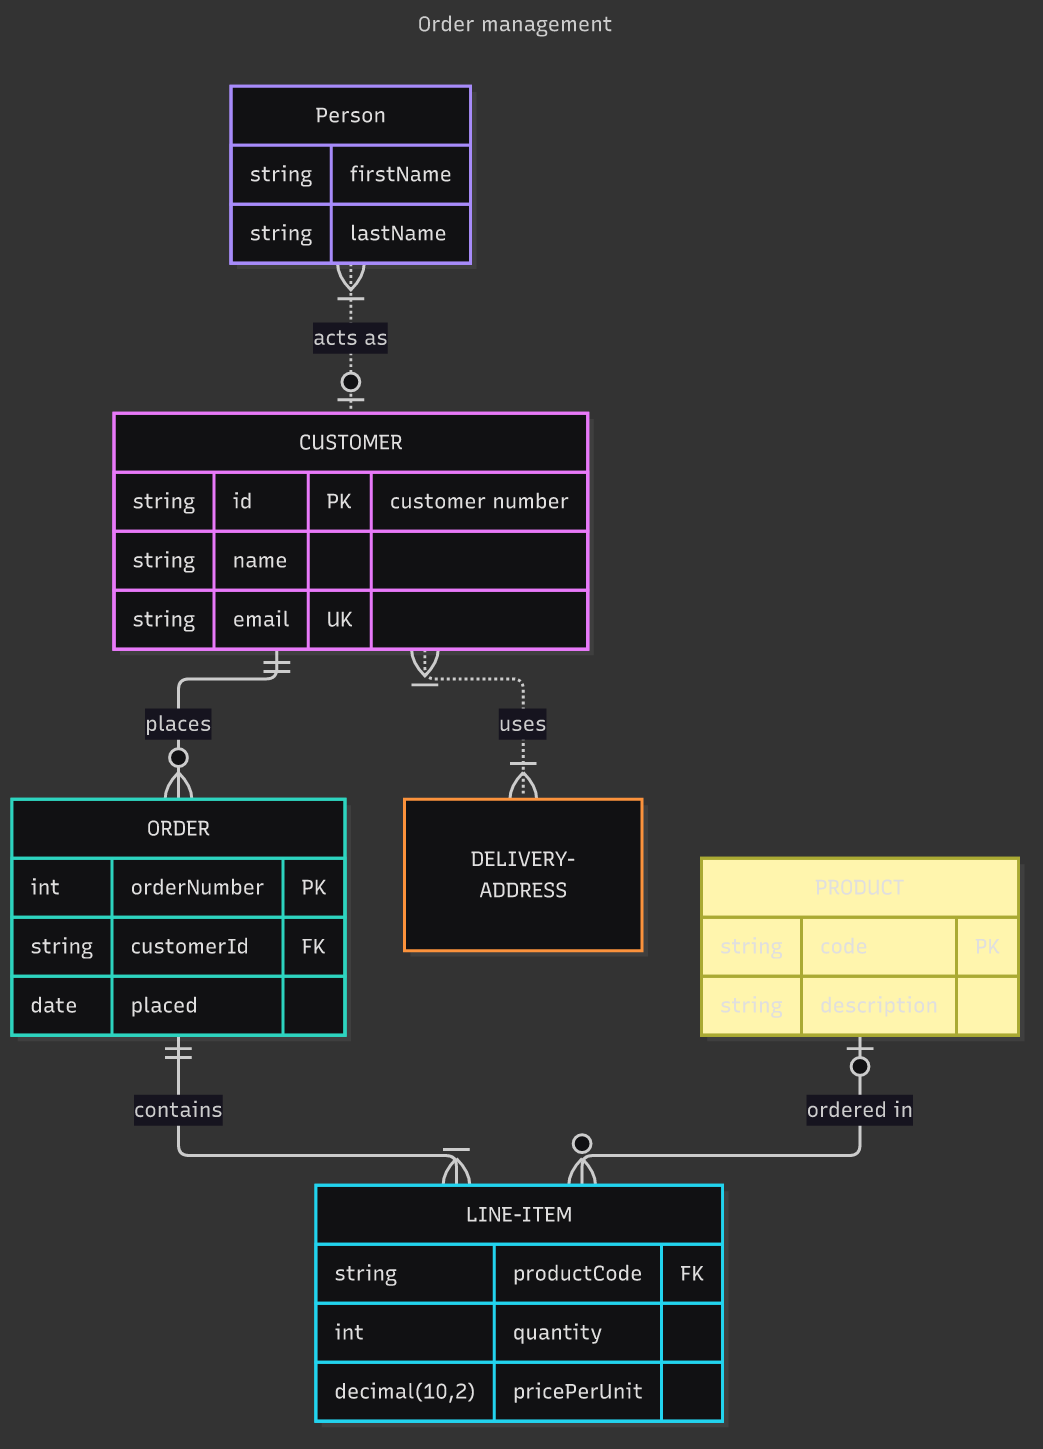 Order management
Person
string firstName
string lastName
acts as
CUSTOMER
string id PK customer number
string name
string email UK
places
uses
ORDER
int orderNumber PK
string customerId FK
date placed
DELIVERY-
ADDRESS
PRODUCT
string code PK
string description
contains
ordered in
LINE-ITEM
string productCode FK
int quantity
decimal(10,2) pricePerUnit